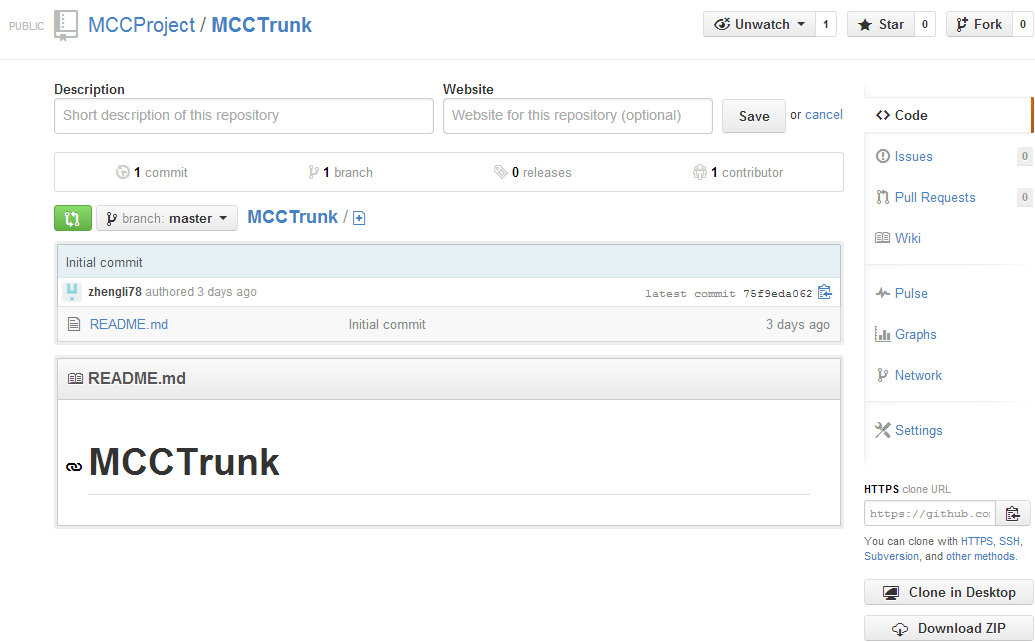 PUBLIC MCCProject / MCCTrunk Unwatch 1 Star 0 Fork 0
Description Website
Short description of this repository Website for this repository (optional) Save or cancel
1 commit 1 branch 0 releases 1 contributor
branch: master MCCTrunk /
Initial commit
zhengli78 authored 3 days ago latest commit 75f9eda062
README.md Initial commit 3 days ago
README.md
MCCTrunk
Code
Issues 0
Pull Requests 0
Wiki
Pulse
Graphs
Network
Settings
HTTPS clone URL
https://github.co
You can clone with HTTPS, SSH,
Subversion, and other methods.
Clone in Desktop
Download ZIP